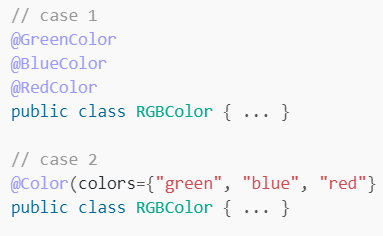 // case 1
@GreenColor
@BlueColor
@RedColor
public class RGBColor { ... }
// case 2
@Color(colors={"green", "blue", "red"}
public class RGBColor { ... }